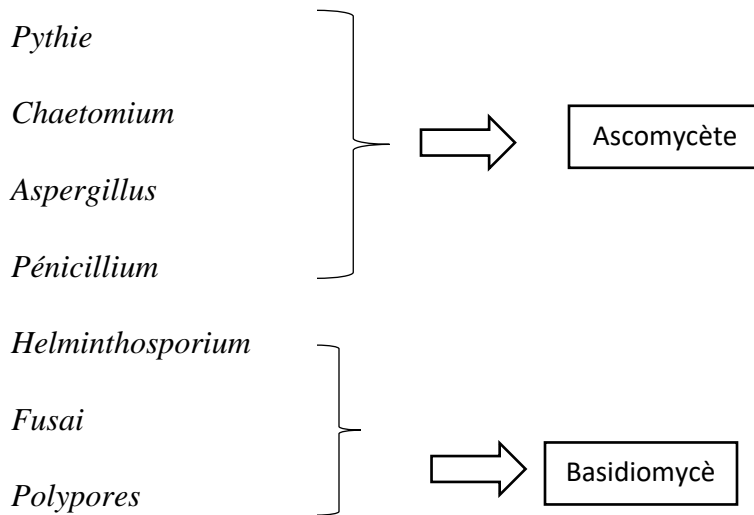 Pythie
Chaetomium
Ascomycète
Aspergillus
Pénicillium
Helminthosporium
Fusai
Basidiomycè
Polypores